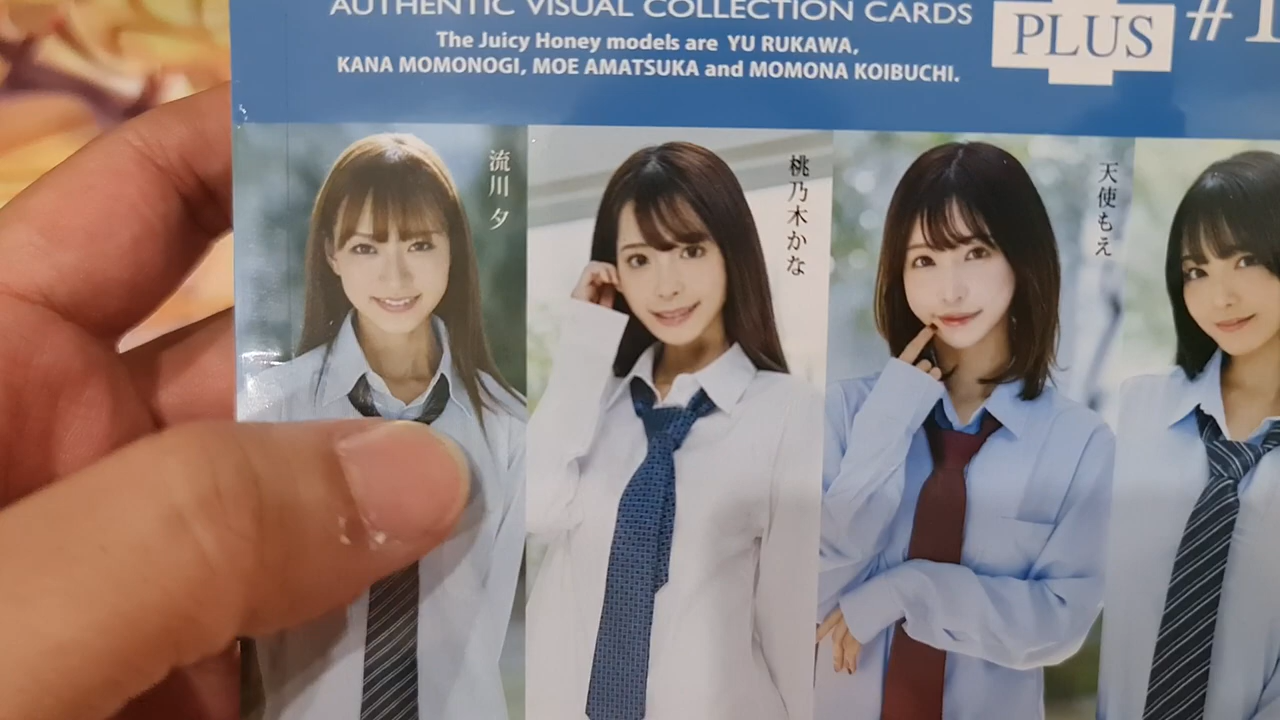 AUTHENTIC VISUAL COLLECTION CARDS
The Juicy Honey models are YU RUKAWA,
KANA MOMONOGI, MOE AMATSUKA and MOMONA KOIBUCHI.
PLUS
#1
流川 夕
桃乃木かな
天使もえ